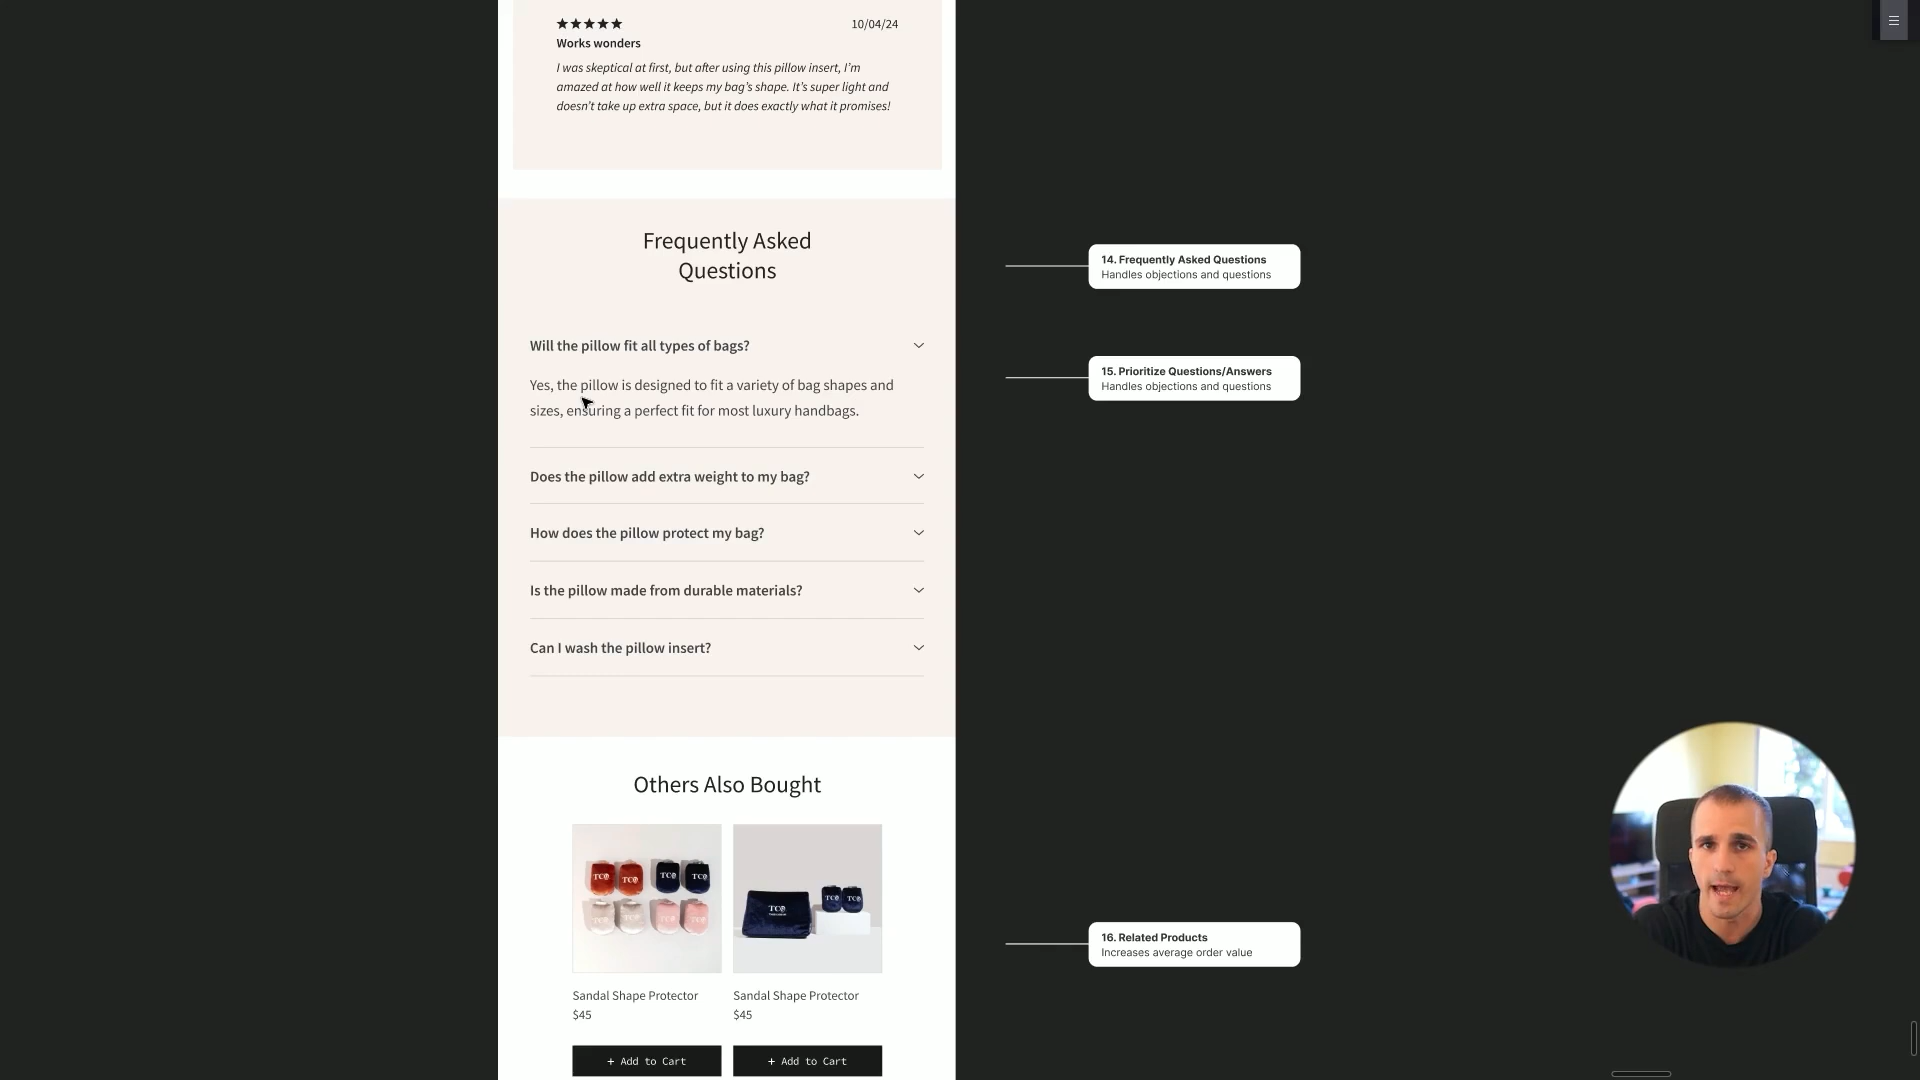 ★★★★★ 10/04/24
Works wonders
I was skeptical at first, but after using this pillow insert, I'm
amazed at how well it keeps my bag's shape. It's super light and
doesn't take up extra space, but it does exactly what it promises!
Frequently Asked
Questions
14. Frequently Asked Questions
Handles objections and questions
Will the pillow fit all types of bags?
15. Prioritize Questions/Answers
Handles objections and questions
Yes, the pillow is designed to fit a variety of bag shapes and
sizes, ensuring a perfect fit for most luxury handbags.
Does the pillow add extra weight to my bag?
How does the pillow protect my bag?
Is the pillow made from durable materials?
Can I wash the pillow insert?
Others Also Bought
TCO TCO TCO TCO
TCO TCO TCO
16. Related Products
Increases average order value
Sandal Shape Protector
$45
+ Add to Cart
Sandal Shape Protector
$45
+ Add to Cart